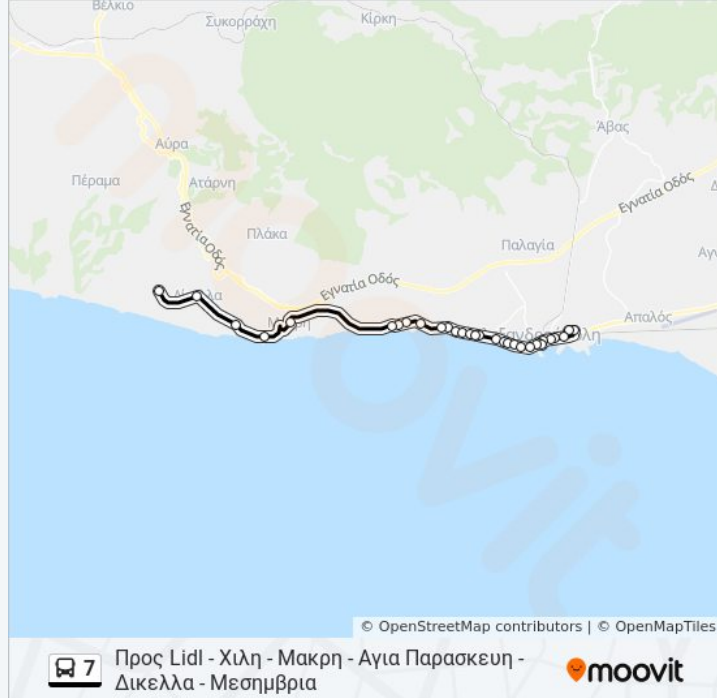 Βέλκιο
Συκορράχη
Κίρκη
Άβας
Αύρα
Πέραμα
Ατάρνη
Εγνατία Οδός
Πλάκα
Εγνατία Οδός
Παλαγία
Εγνατία Οδός
Απαλός
© OpenStreetMap contributors | © OpenMapTiles
7
Προς Lidl - Χιλη - Μακρη - Αγια Παρασκευη -
Δικελλα - Μεσημβρια
moovit